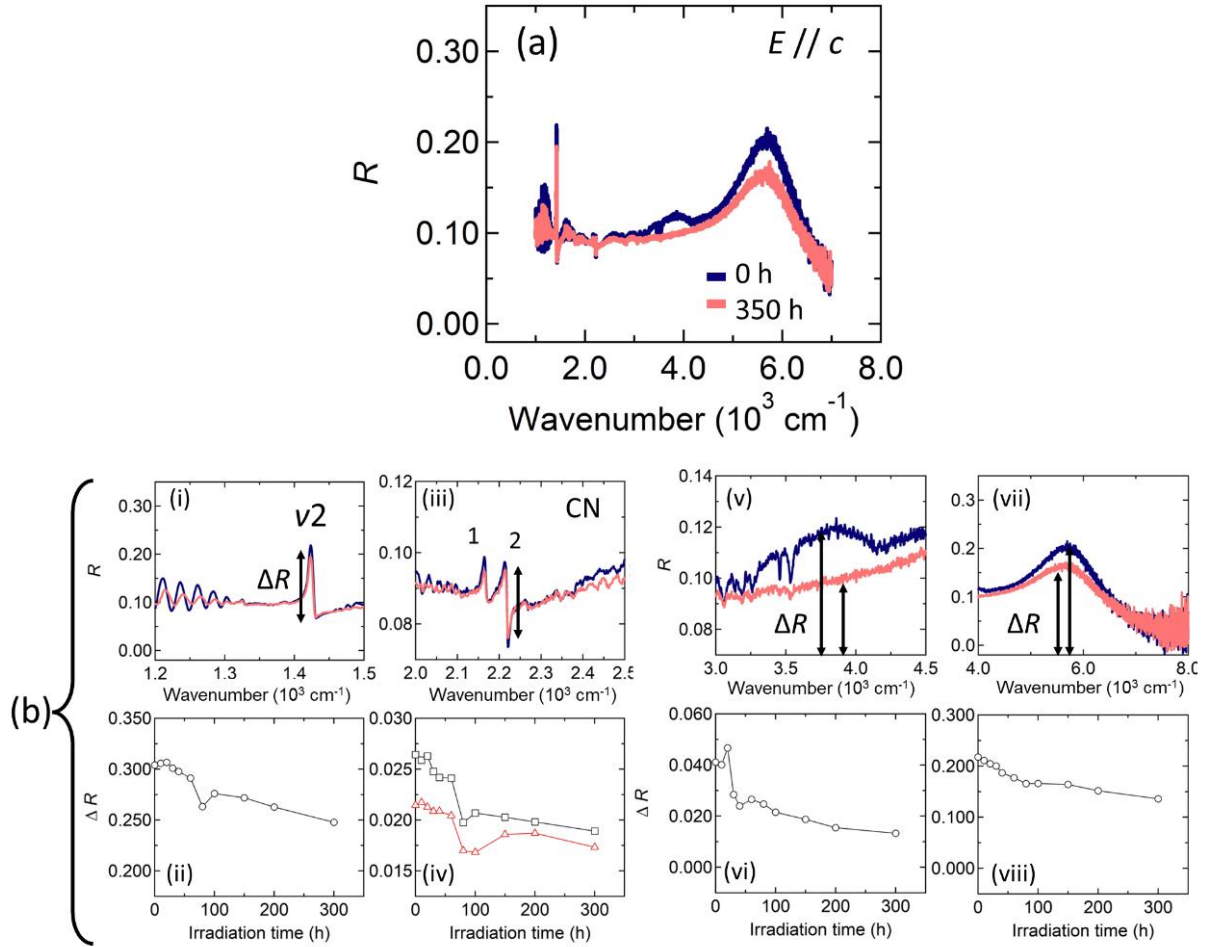 (a)
E // c
0.30
0.20
0.10
0.00
R
0 h
350 h
0.0 2.0 4.0 6.0 8.0
Wavenumber (10³ cm⁻¹)
(b)
(i)
ν2
ΔR
R
0.35
0.20
0.10
0.00
1.2 1.3 1.4 1.5
Wavenumber (10³ cm⁻¹)
(iii)
CN
1
2
ΔR
0.12
0.10
0.08
2.0 2.1 2.2 2.3 2.4 2.5
Wavenumber (10³ cm⁻¹)
(v)
ΔR
R
0.14
0.12
0.10
0.08
3.0 3.5 4.0 4.5
Wavenumber (10³ cm⁻¹)
(vii)
ΔR
0.3
0.2
0.1
0.0
4.0 6.0 8.0
Wavenumber (10³ cm⁻¹)
0.350
0.300
0.250
0.200
Δ R
(ii)
0 100 200 300
Irradiation time (h)
0.030
0.025
0.020
0.015
(iv)
0 100 200 300
Irradiation time (h)
0.060
0.040
0.020
0.000
Δ R
(vi)
0 100 200 300
Irradiation time (h)
0.300
0.200
0.100
0.000
(viii)
0 100 200 300
Irradiation time (h)